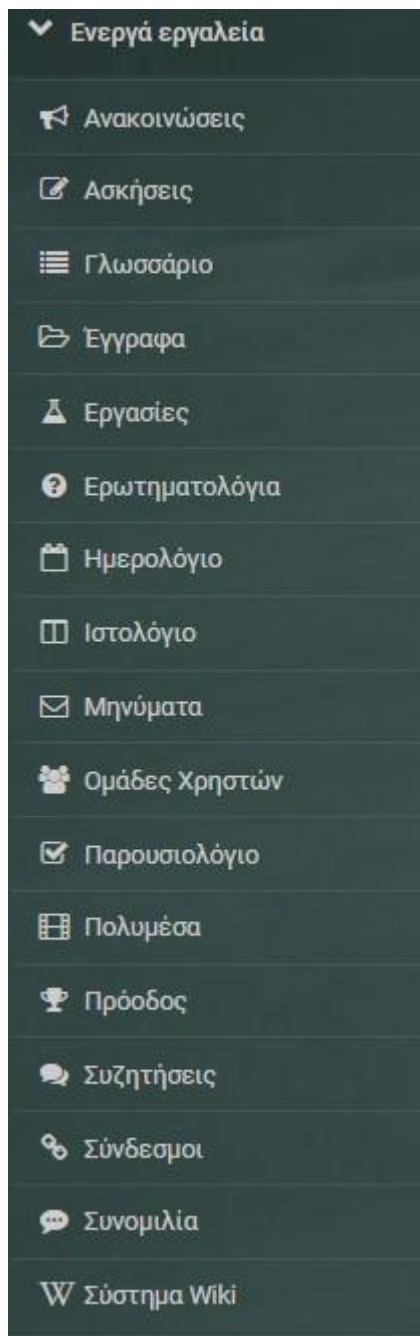 Ενεργά εργαλεία
Ανακοινώσεις
Ασκήσεις
Γλωσσάριο
Έγγραφα
Εργασίες
Ερωτηματολόγια
Ημερολόγιο
Ιστολόγιο
Μηνύματα
Ομάδες Χρηστών
Παρουσιολόγιο
Πολυμέσα
Πρόοδος
Συζητήσεις
Σύνδεσμοι
Συνομιλία
Σύστημα Wiki